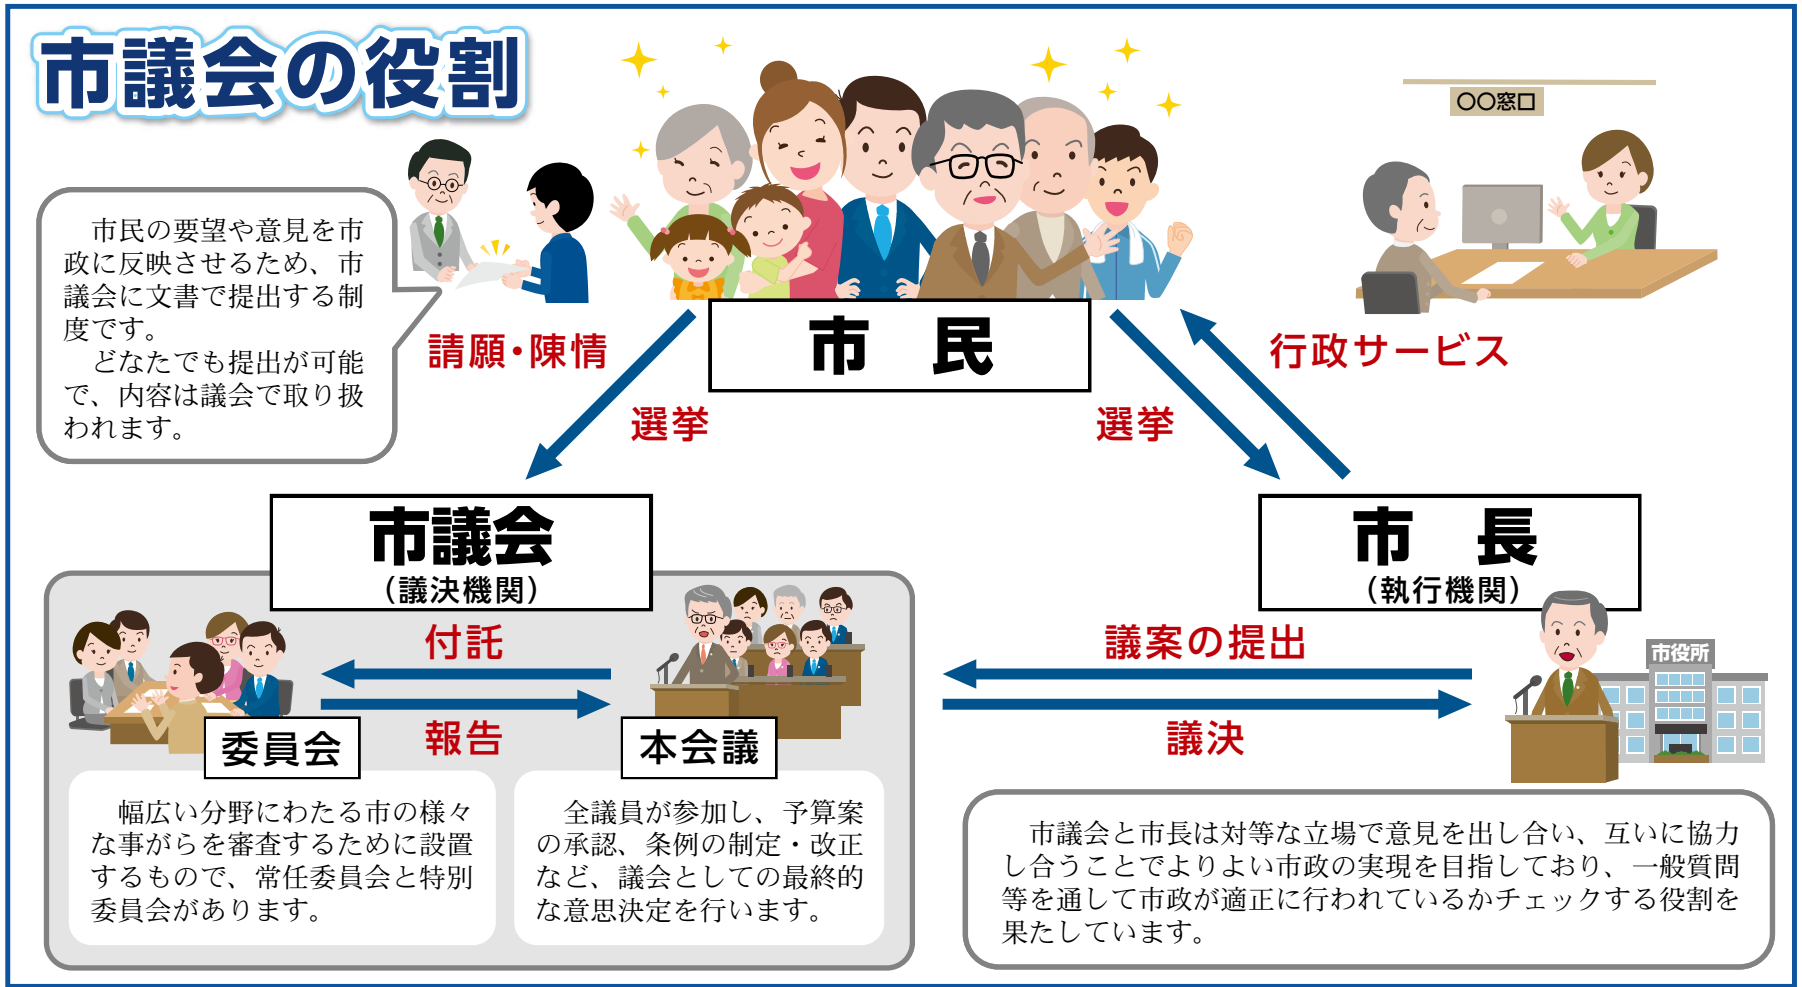 市議会の役割
〇〇窓口
市民の要望や意見を市
政に反映させるため、市
議会に文書で提出する制
度です。
どなたでも提出が可能
で、内容は議会で取り扱
われます。
請願・陳情
市 民
行政サービス
選挙
選挙
市議会
(議決機関)
市 長
(執行機関)
付託
報告
議案の提出
議決
市役所
委員会
本会議
幅広い分野にわたる市の様々
な事がらを審査するために設置
するもので、常任委員会と特別
委員会があります。
全議員が参加し、予算案
の承認、条例の制定・改正
など、議会としての最終的
な意思決定を行います。
市議会と市長は対等な立場で意見を出し合い、互いに協力
し合うことでよりよい市政の実現を目指しており、一般質問
等を通して市政が適正に行われているかチェックする役割を
果たしています。